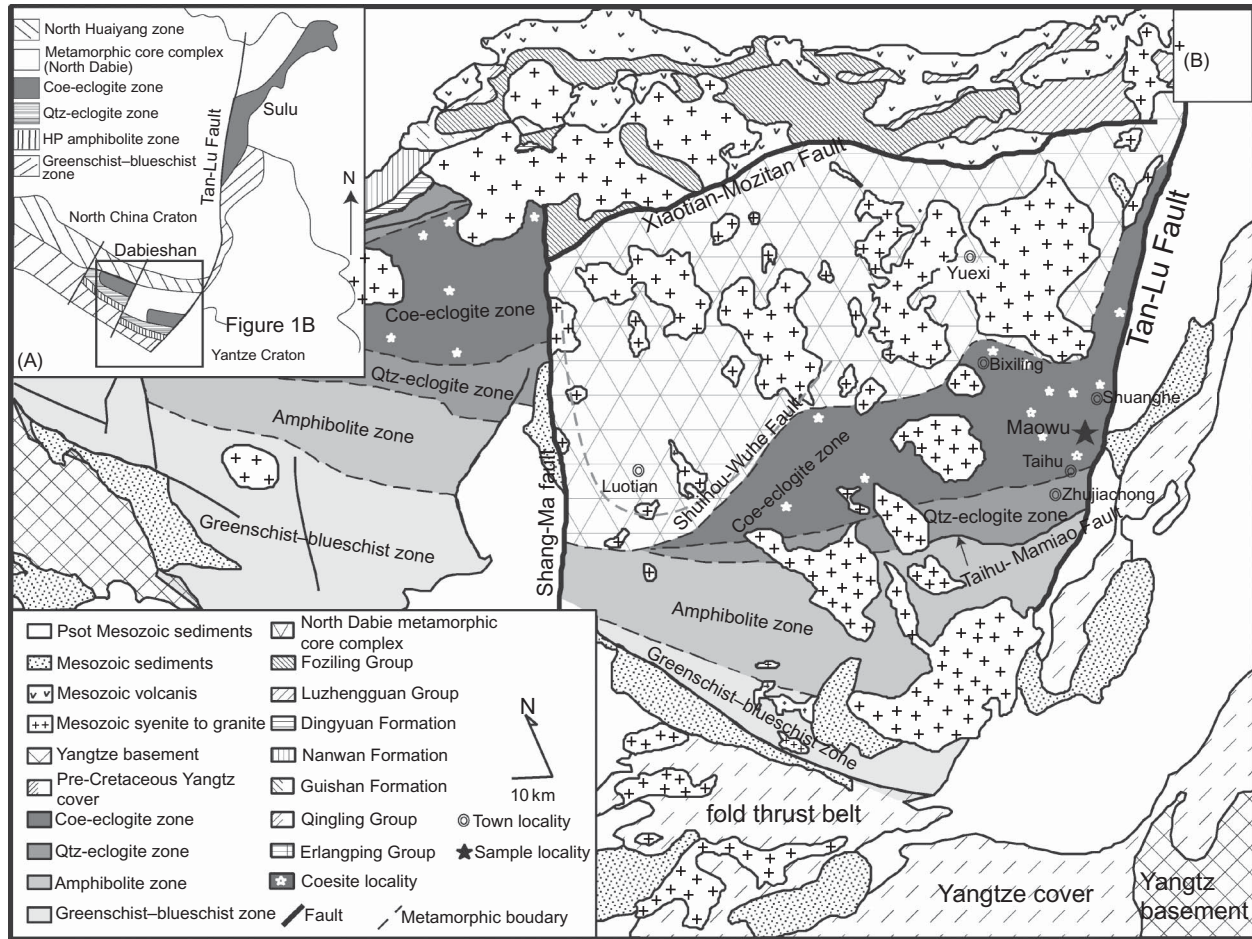 North Huaiyang zone
Metamorphic core complex
(North Dabie)
Coe-eclogite zone
Qtz-eclogite zone
HP amphibolite zone
Greenschist–blueschist
zone
Tan-Lu Fault
Sulu
N
North China Craton
Dabieshan
Figure 1B
(A)
Yantze Craton
(B)
Xiaotian-Mozitan Fault
Tan-Lu Fault
Yuexi
Coe-eclogite zone
Qtz-eclogite zone
Amphibolite zone
Greenschist–blueschist zone
Shang-Ma fault
Luotian
Shuihou-Wuhe Fault
Bixiling
Shuanghe
Maowu
Taihu
Zhujiachong
Coe-eclogite zone
Qtz-eclogite zone
Taihu- Mamiao Fault
Amphibolite zone
Greenschist–blueschist zone
fold thrust belt
Yangtze cover
Yangtz
basement
Psot Mesozoic sediments
Mesozoic sediments
Mesozoic volcanis
Mesozoic syenite to granite
Yangtze basement
Pre-Cretaceous Yangtz
cover
Coe-eclogite zone
Qtz-eclogite zone
Amphibolite zone
Greenschist–blueschist zone
North Dabie metamorphic
core complex
Foziling Group
Luzhengguan Group
Dingyuan Formation
Nanwan Formation
Guishan Formation
Qingling Group
Erlangping Group
Coesite locality
Fault
N
10 km
Town locality
Sample locality
Metamorphic boudary